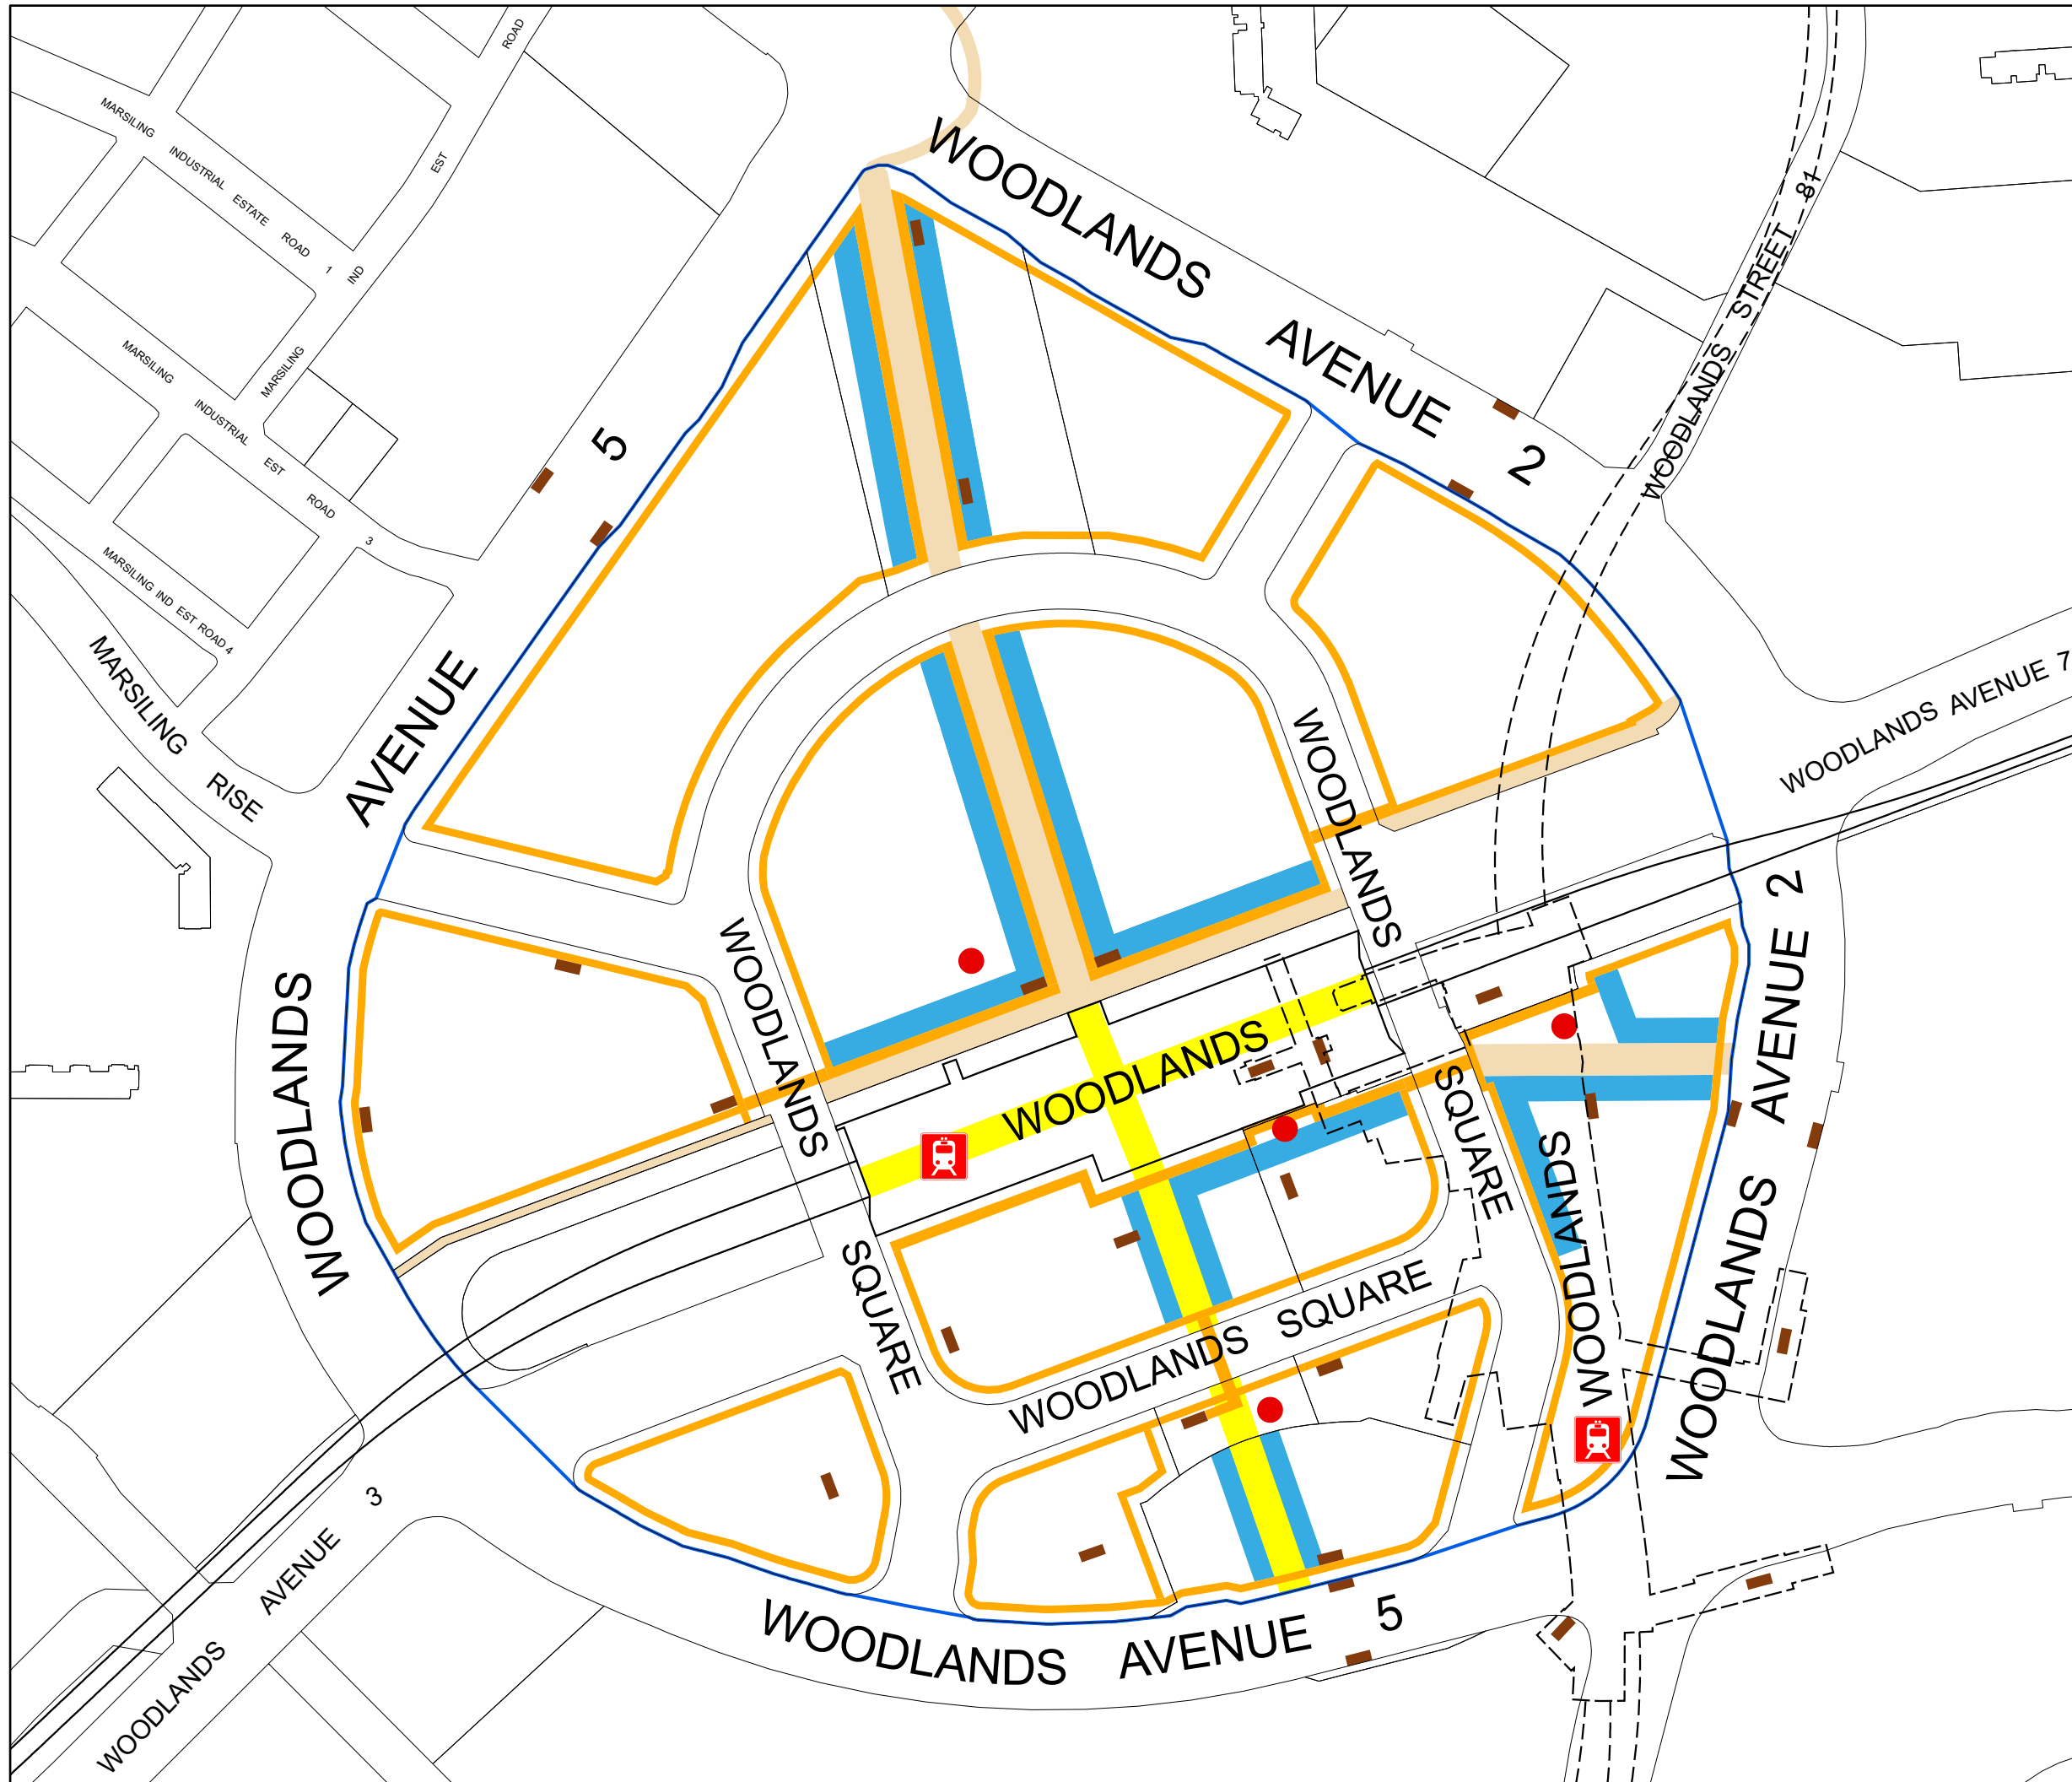 ROAD
EST
MARSILING INDUSTRIAL ESTATE ROAD 1
MARSILING IND
MARSILING INDUSTRIAL EST ROAD 3
MARSILING IND EST ROAD 4
MARSILING RISE
WOODLANDS AVENUE 2
WOODLANDS STREET 81
WOODLANDS AVENUE 7
WOODLANDS AVENUE 5
WOODLANDS
WOODLANDS SQUARE
WOODLANDS SQUARE
WOODLANDS
WOODLANDS
WOODLANDS AVENUE 2
WOODLANDS SQUARE
WOODLANDS AVENUE 3
WOODLANDS AVENUE 5